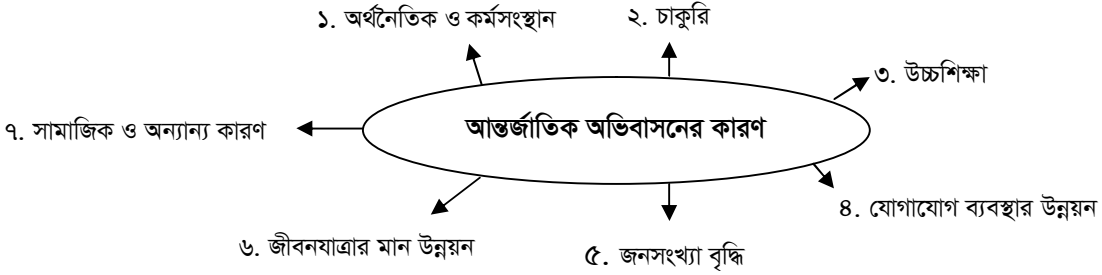 ১. অর্থনৈতিক ও কর্মসংস্থান
২. চাকুরি
৩. উচ্চশিক্ষা
৭. সামাজিক ও অন্যান্য কারণ
আন্তর্জাতিক অভিবাসনের কারণ
৪. যোগাযোগ ব্যবস্থার উন্নয়ন
৬. জীবনযাত্রার মান উন্নয়ন
৫. জনসংখ্যা বৃদ্ধি